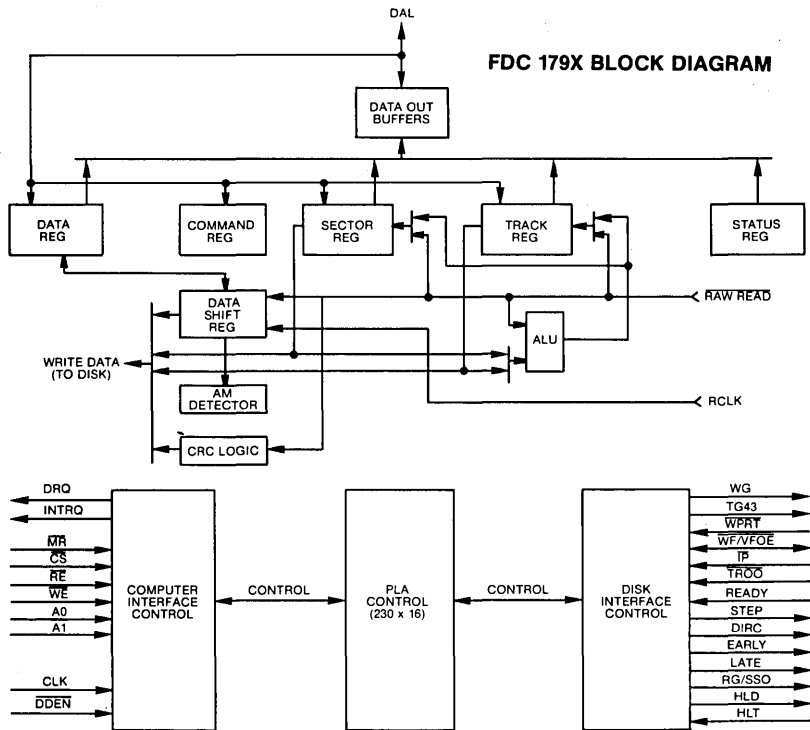 DAL
FDC 179X BLOCK DIAGRAM
DATA OUT
BUFFERS
DATA
REG
COMMAND
REG
SECTOR
REG
TRACK
REG
STATUS
REG
DATA
SHIFT
REG
RAW READ
ALU
WRITE DATA
(TO DISK)
AM
DETECTOR
RCLK
CRC LOGIC
DRQ
INTRQ
MR
CS
RE
WE
A0
A1
CLK
DDEN
COMPUTER
INTERFACE
CONTROL
CONTROL
PLA
CONTROL
(230 x 16)
CONTROL
DISK
INTERFACE
CONTROL
WG
TG43
WPRT
WF/VFOE
IP
TROO
READY
STEP
DIRC
EARLY
LATE
RG/SSO
HLD
HLT